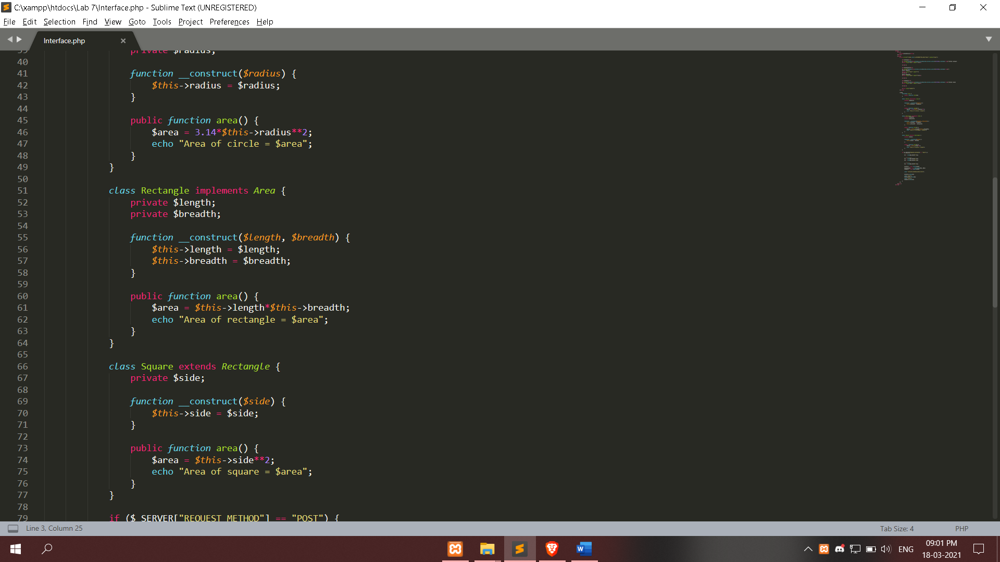 C:\xampp\htdocs\Lab 7\Interface.php - Sublime Text (UNREGISTERED)
File Edit Selection Find View Goto Tools Project Preferences Help
Interface.php
39 private $radius;
40
41 function __construct($radius) {
42 $this->radius = $radius;
43 }
44
45 public function area() {
46 $area = 3.14*$this->radius**2;
47 echo "Area of circle = $area";
48 }
49 }
50
51 class Rectangle implements Area {
52 private $length;
53 private $breadth;
54
55 function __construct($length, $breadth) {
56 $this->length = $length;
57 $this->breadth = $breadth;
58 }
59
60 public function area() {
61 $area = $this->length*$this->breadth;
62 echo "Area of rectangle = $area";
63 }
64 }
65
66 class Square extends Rectangle {
67 private $side;
68
69 function __construct($side) {
70 $this->side = $side;
71 }
72
73 public function area() {
74 $area = $this->side**2;
75 echo "Area of square = $area";
76 }
77 }
78
79 if ($_SERVER["REQUEST_METHOD"] == "POST") {
Line 3, Column 25
Tab Size: 4
PHP
ENG
09:01 PM
18-03-2021